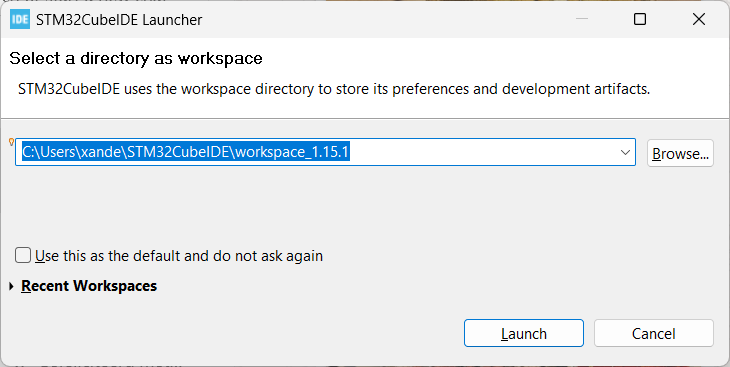 IDE STM32CubeIDE Launcher
Select a directory as workspace
STM32CubeIDE uses the workspace directory to store its preferences and development artifacts.
C:\Users\xande\STM32CubeIDE\workspace_1.15.1
Browse...
Use this as the default and do not ask again
Recent Workspaces
Launch
Cancel